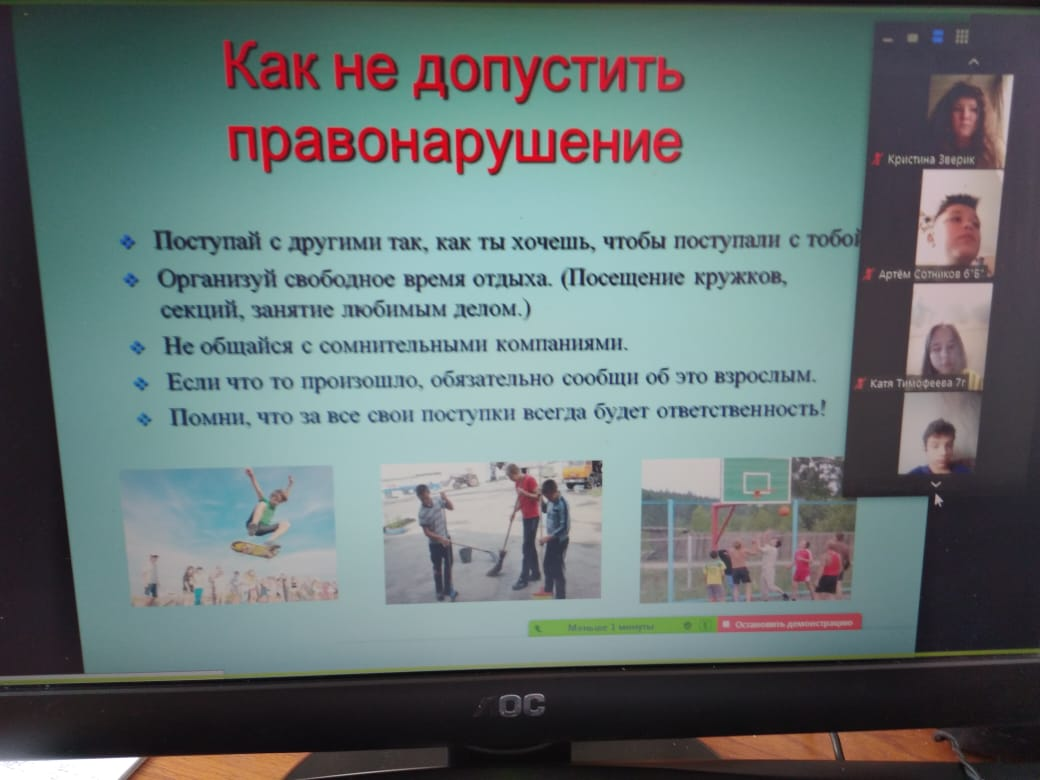 Как не допустить
правонарушение
Поступай с другими так, как ты хочешь, чтобы поступали с тобой
Организуй свободное время отдыха. (Посещение кружков,
секций, занятие любимым делом.)
Не общайся с сомнительными компаниями.
Если что то произошло, обязательно сообщи об это взрослым.
Помни, что за все свои поступки всегда будет ответственность!
Кристина Зверик
Артём Сотников 6"Б"
Катя Тимофеева 7г
Меньше 1 минуты
1
Остановить демонстрацию
AOC